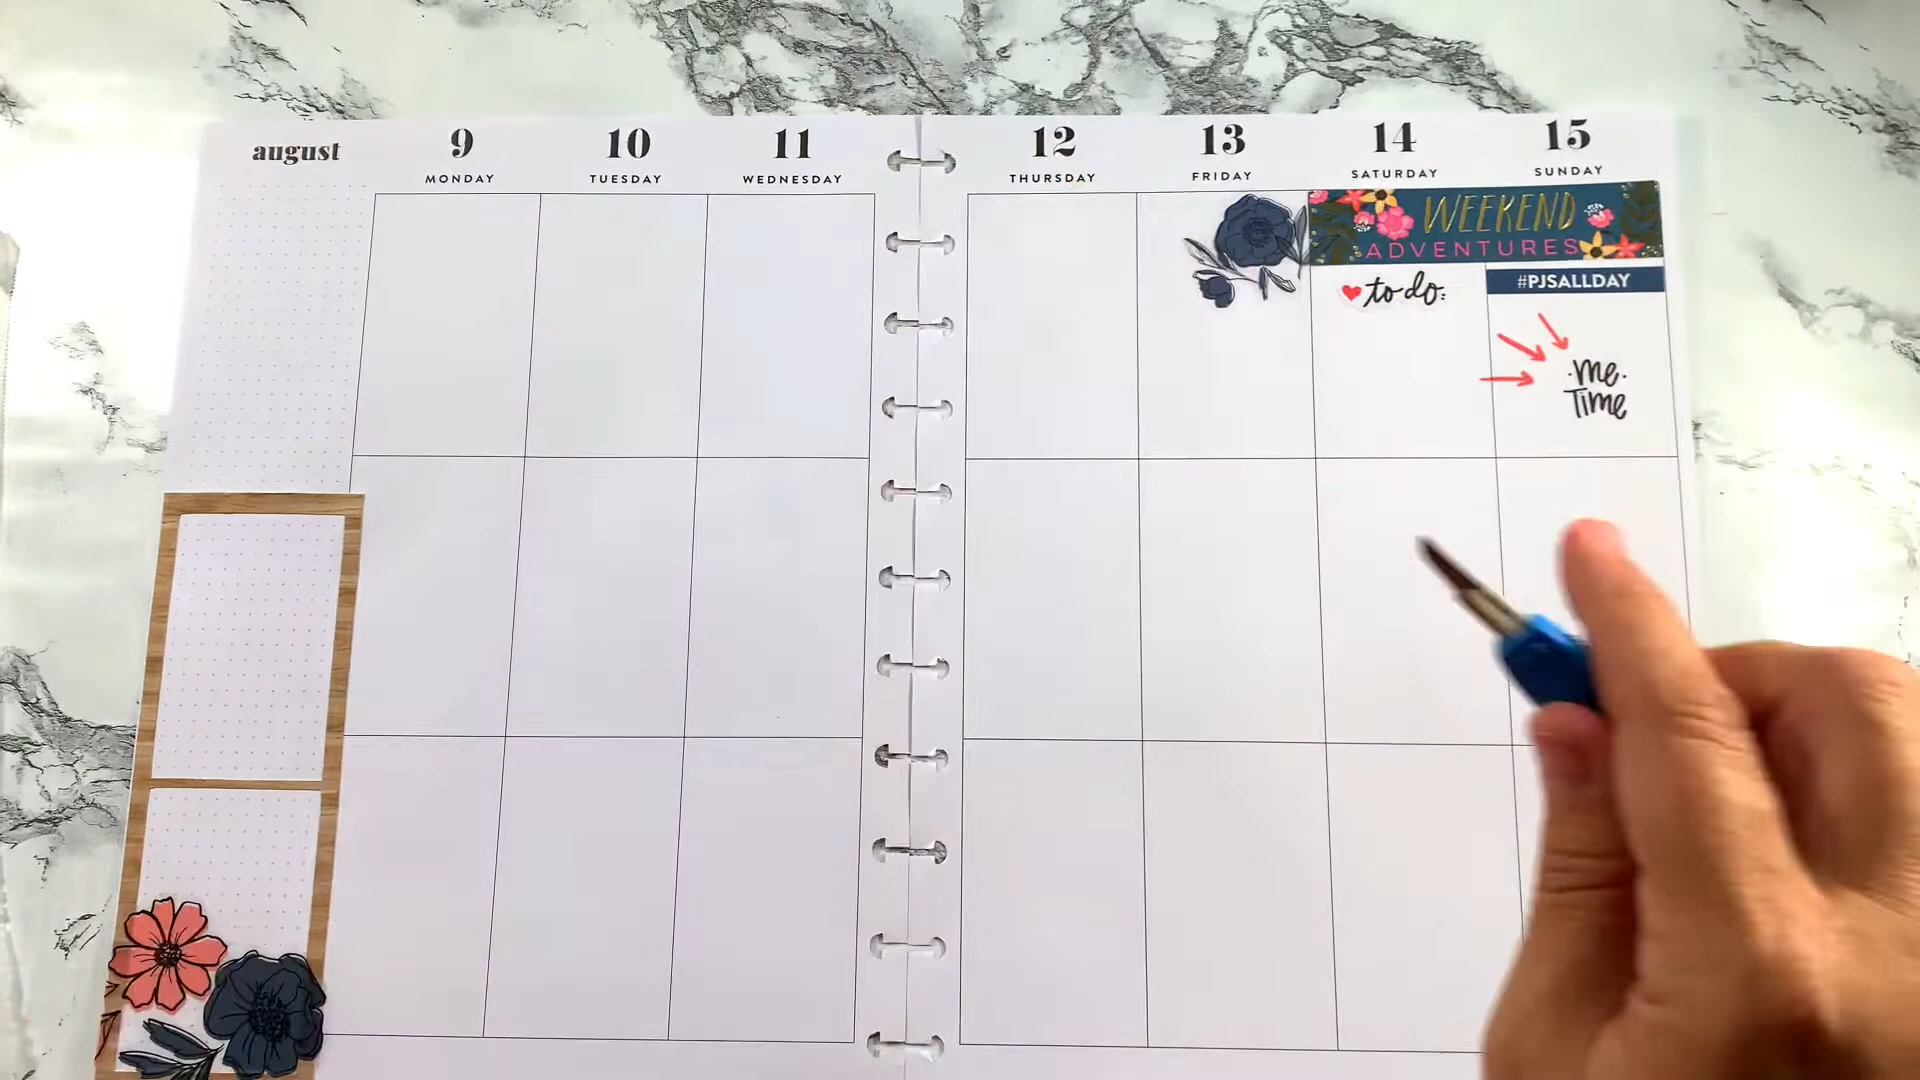 august
9
MONDAY
10
TUESDAY
11
WEDNESDAY
12
THURSDAY
13
FRIDAY
14
SATURDAY
15
SUNDAY
WEEKEND
ADVENTURES
to do:
#PJSALLDAY
·me·
Time